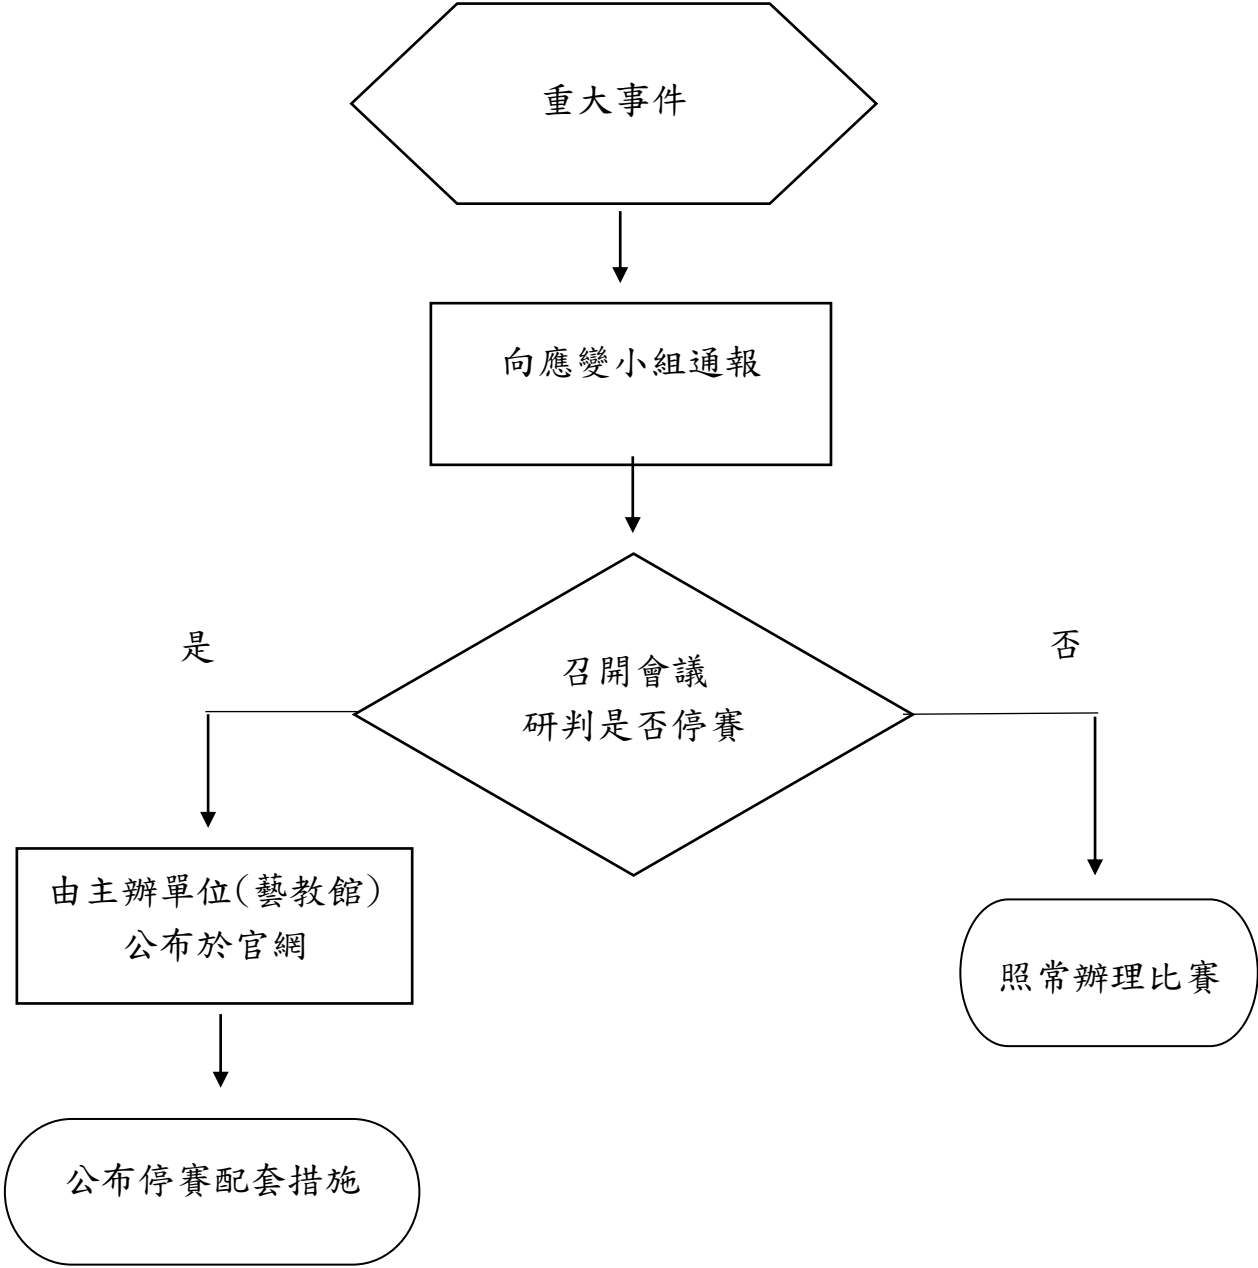 重大事件
向應變小組通報
是
否
召開會議
研判是否停賽
由主辦單位(藝教館)
公布於官網
照常辦理比賽
公布停賽配套措施